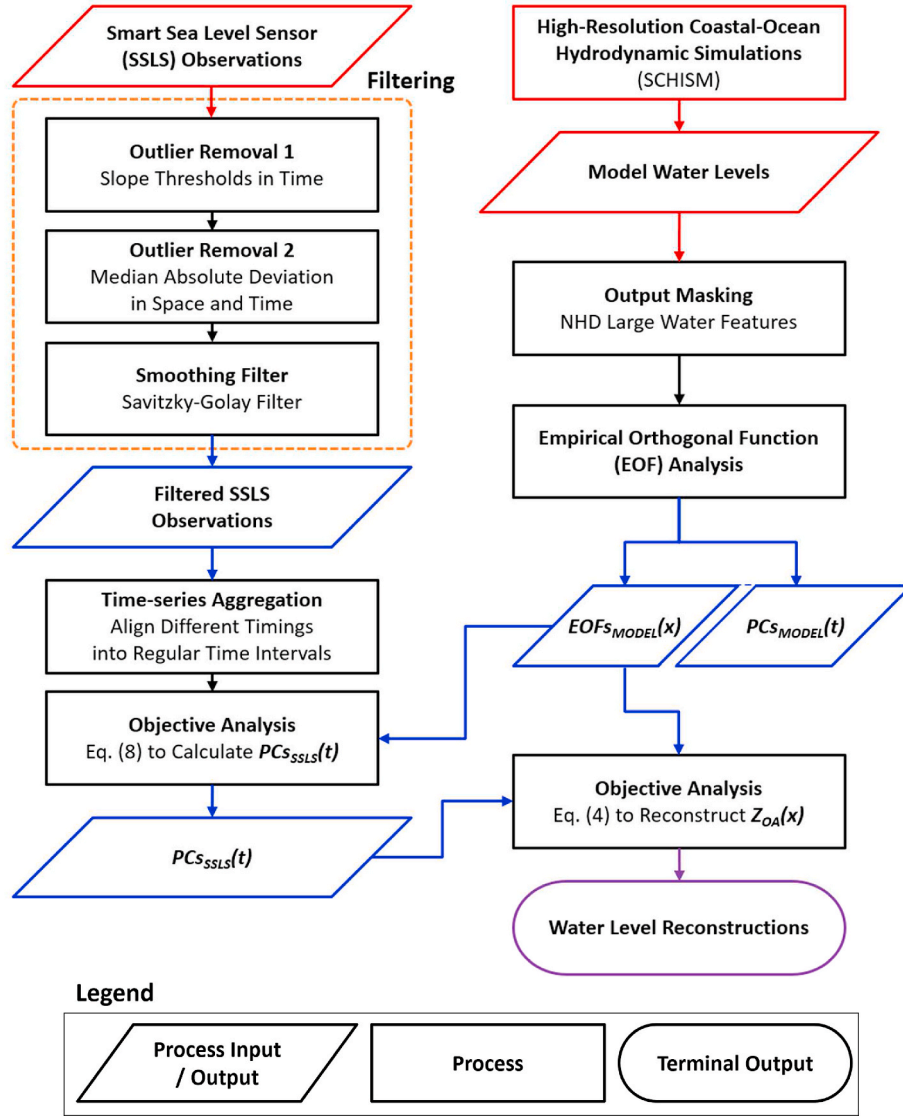 Smart Sea Level Sensor
(SSLS) Observations
Filtering
Outlier Removal 1
Slope Thresholds in Time
Outlier Removal 2
Median Absolute Deviation
in Space and Time
Smoothing Filter
Savitzky-Golay Filter
Filtered SSLS
Observations
Time-series Aggregation
Align Different Timings
into Regular Time Intervals
Objective Analysis
Eq. (8) to Calculate PCsSSLS(t)
PCsSSLS(t)
High-Resolution Coastal-Ocean
Hydrodynamic Simulations
(SCHISM)
Model Water Levels
Output Masking
NHD Large Water Features
Empirical Orthogonal Function
(EOF) Analysis
EOFsMODEL(x)
PCsMODEL(t)
Objective Analysis
Eq. (4) to Reconstruct ZOA(x)
Water Level Reconstructions
Legend
Process Input
/ Output
Process
Terminal Output